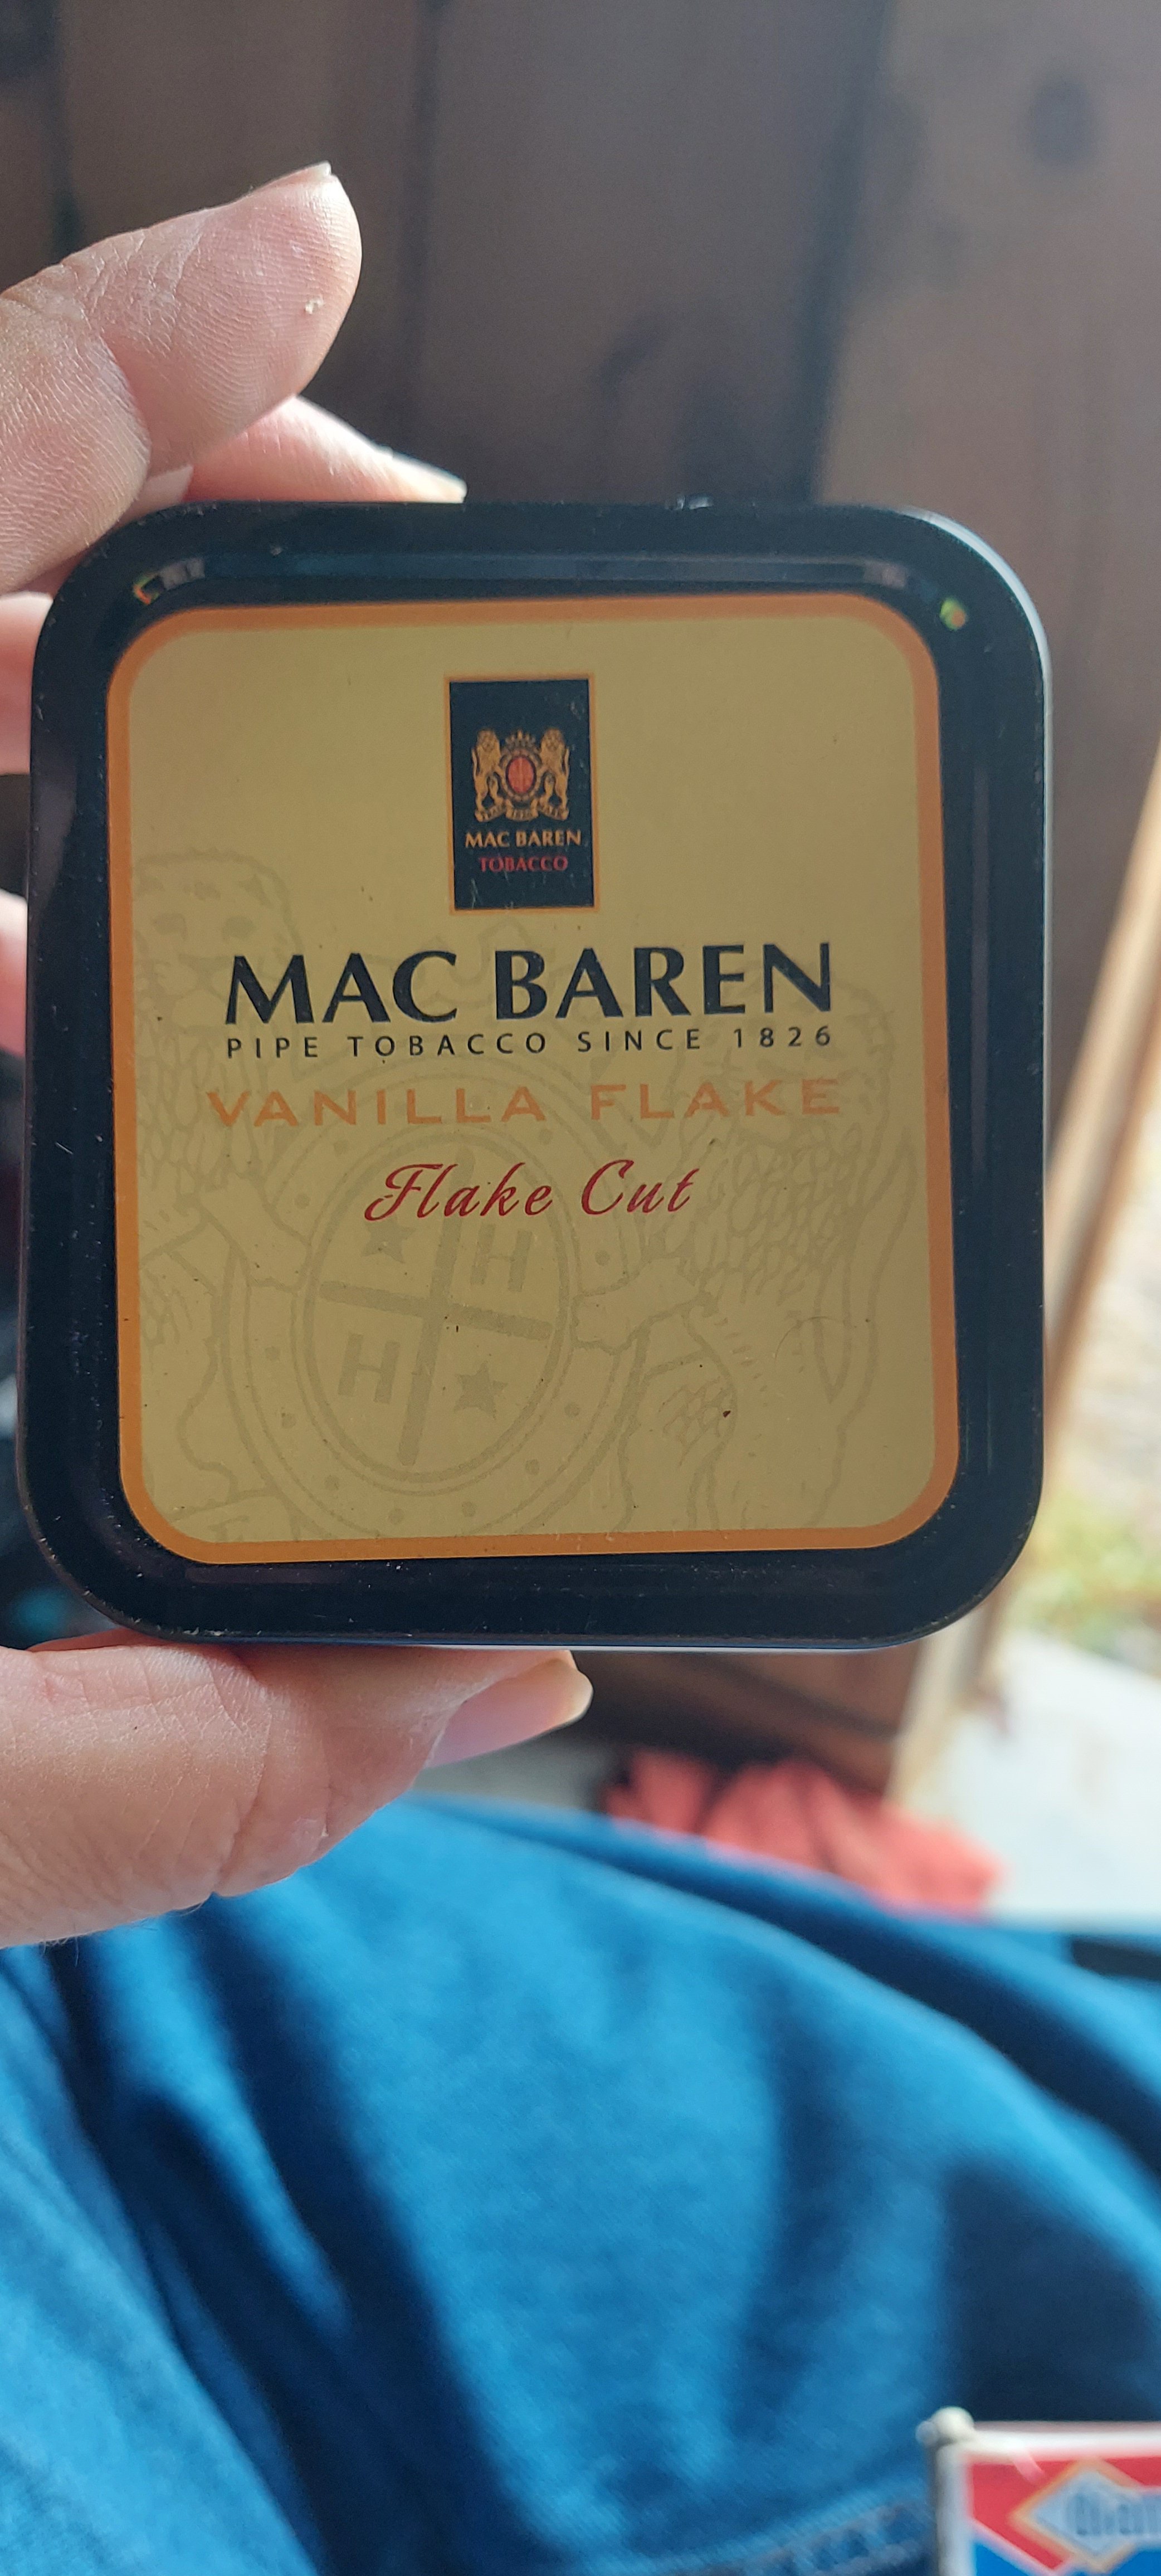 MAC BAREN
TOBACCO
MAC BAREN
PIPE TOBACCO SINCE 1826
VANILLA FLAKE
Flake Cut
H
H